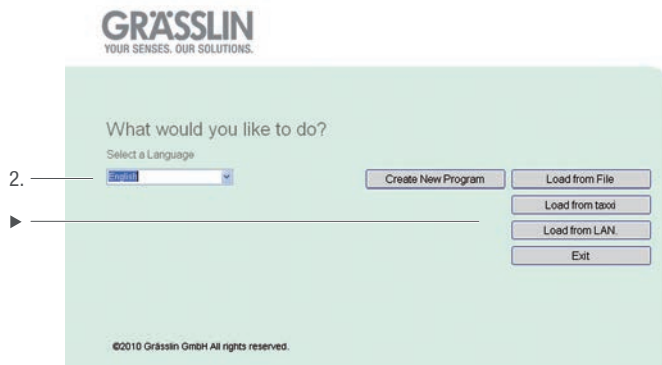 GRÄSSLIN
YOUR SENSES. OUR SOLUTIONS.
What would you like to do?
Select a Language
2.
English
Create New Program
Load from File
Load from taxxi
Load from LAN.
Exit
©2010 Grässlin GmbH All rights reserved.